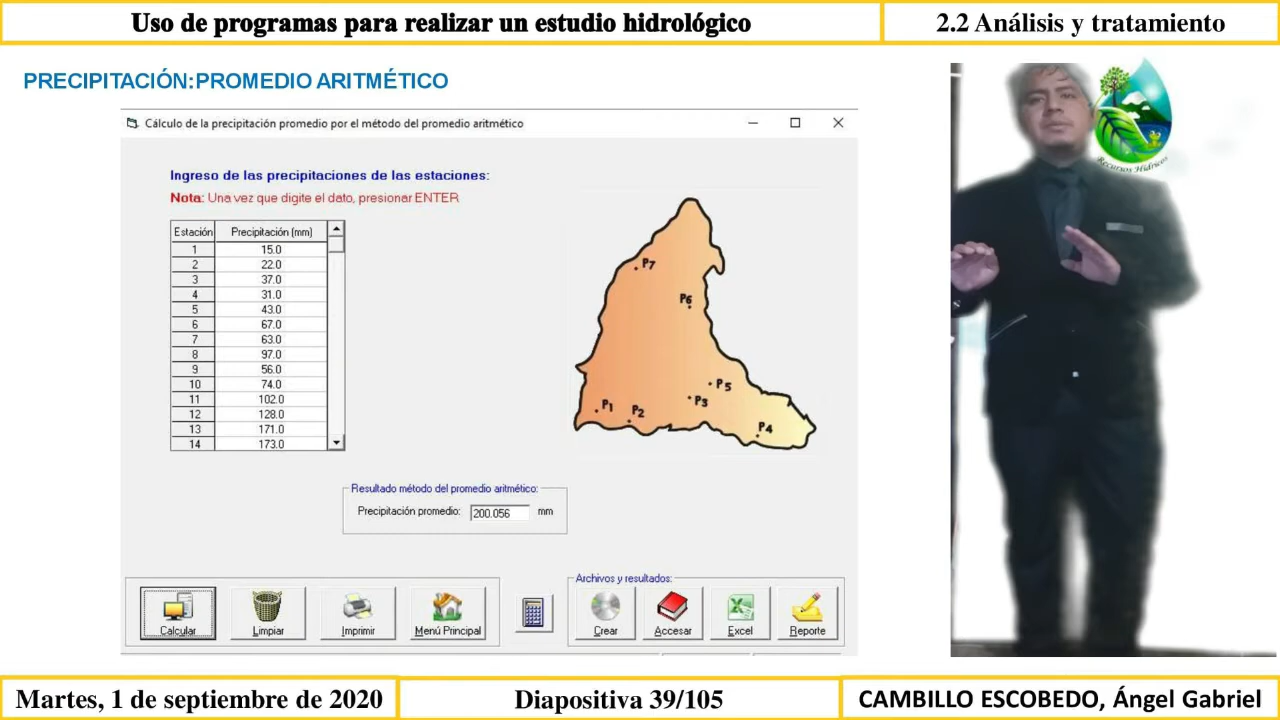 Uso de programas para realizar un estudio hidrológico
2.2 Análisis y tratamiento
PRECIPITACIÓN:PROMEDIO ARITMÉTICO
Cálculo de la precipitación promedio por el método del promedio aritmético
Ingreso de las precipitaciones de las estaciones:
Nota: Una vez que digite el dato, presionar ENTER
Estación Precipitación (mm)
1 15.0
2 22.0
3 37.0
4 31.0
5 43.0
6 67.0
7 63.0
8 97.0
9 56.0
10 74.0
11 102.0
12 128.0
13 171.0
14 173.0
P7
P6
P5
P3
P1
P2
P4
Resultado método del promedio aritmético:
Precipitación promedio: 200.056 mm
Archivos y resultados:
Calcular Limpiar Imprimir Menú Principal Crear Accesar Excel Reporte
Recursos Hídricos
Martes, 1 de septiembre de 2020
Diapositiva 39/105
CAMBILLO ESCOBEDO, Ángel Gabriel